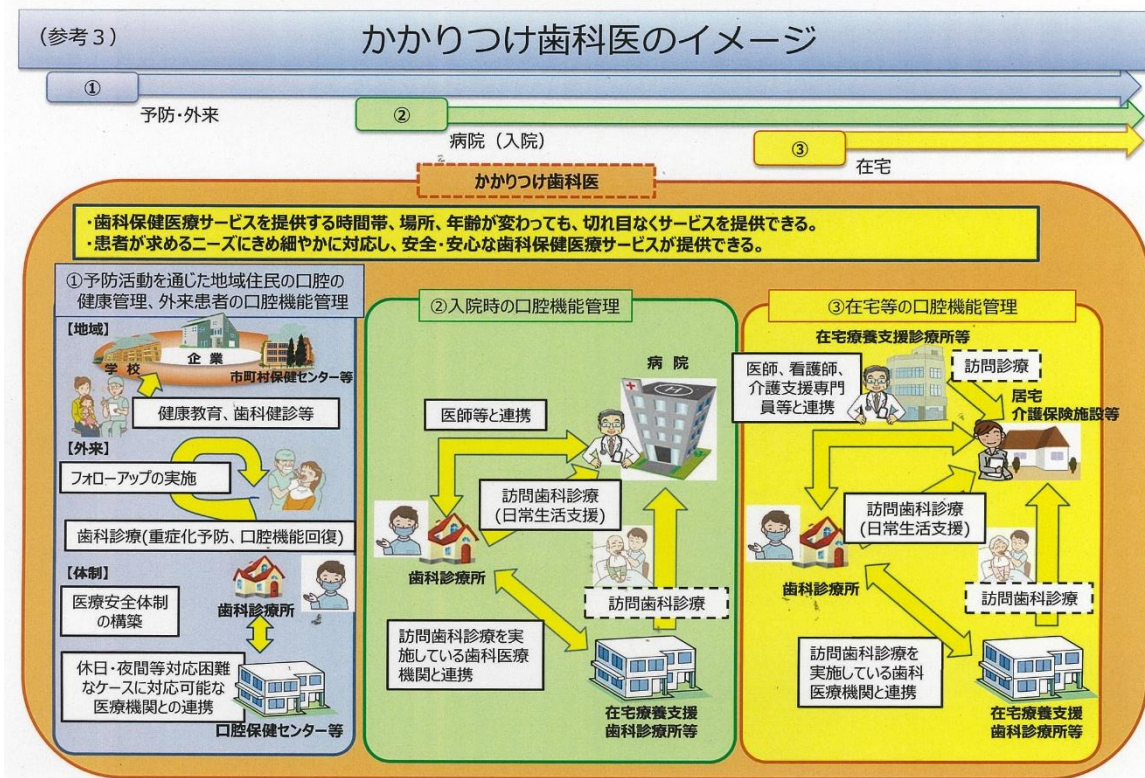 (参考3)
かかりつけ歯科医のイメージ
①
予防・外来
②
病院(入院)
③
在宅
かかりつけ歯科医
・歯科保健医療サービスを提供する時間帯、場所、年齢が変わっても、切れ目なくサービスを提供できる。
・患者が求めるニーズにきめ細やかに対応し、安全・安心な歯科保健医療サービスが提供できる。
①予防活動を通じた地域住民の口腔の
健康管理、外来患者の口腔機能管理
【地域】
学校
企業
市町村保健センター等
健康教育、歯科健診等
【外来】
フォローアップの実施
歯科診療(重症化予防、口腔機能回復)
【体制】
医療安全体制
の構築
歯科診療所
休日・夜間等対応困難
なケースに対応可能な
医療機関との連携
口腔保健センター等
②入院時の口腔機能管理
病院
医師等と連携
H
訪問歯科診療
(日常生活支援)
歯科診療所
訪問歯科診療
訪問歯科診療を実
施している歯科医療
機関と連携
在宅療養支援
歯科診療所等
③在宅等の口腔機能管理
在宅療養支援診療所等
医師、看護師、
介護支援専門
員等と連携
訪問診療
居宅
介護保険施設等
訪問歯科診療
(日常生活支援)
歯科診療所
訪問歯科診療
訪問歯科診療を
実施している歯科
医療機関と連携
在宅療養支援
歯科診療所等